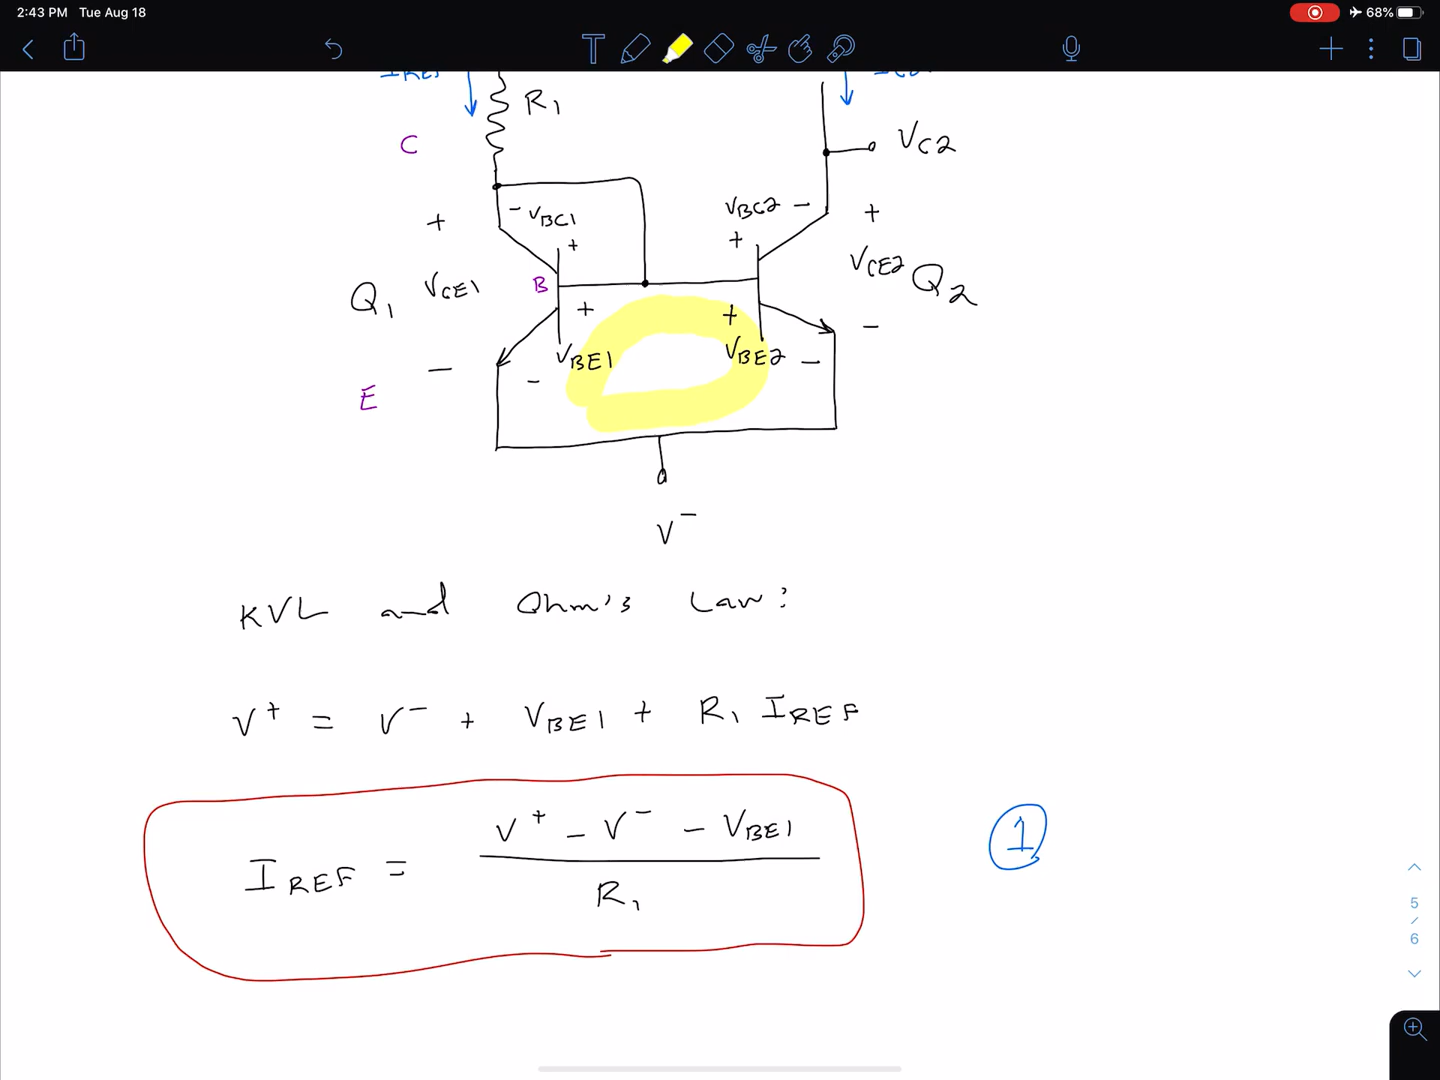 2:43 PM Tue Aug 18
68%
R1
C
VC2
- VBC1
VBC2 -
+
+
+
+
VCE2
Q2
Q1
VCE1
B
+
+
-
VBE1
VBE2 -
-
-
E
V-
KVL and Ohm's Law:
V+ = V- + VBE1 + R1 IREF
IREF = V+ - V- - VBE1
R1
1
5
/
6